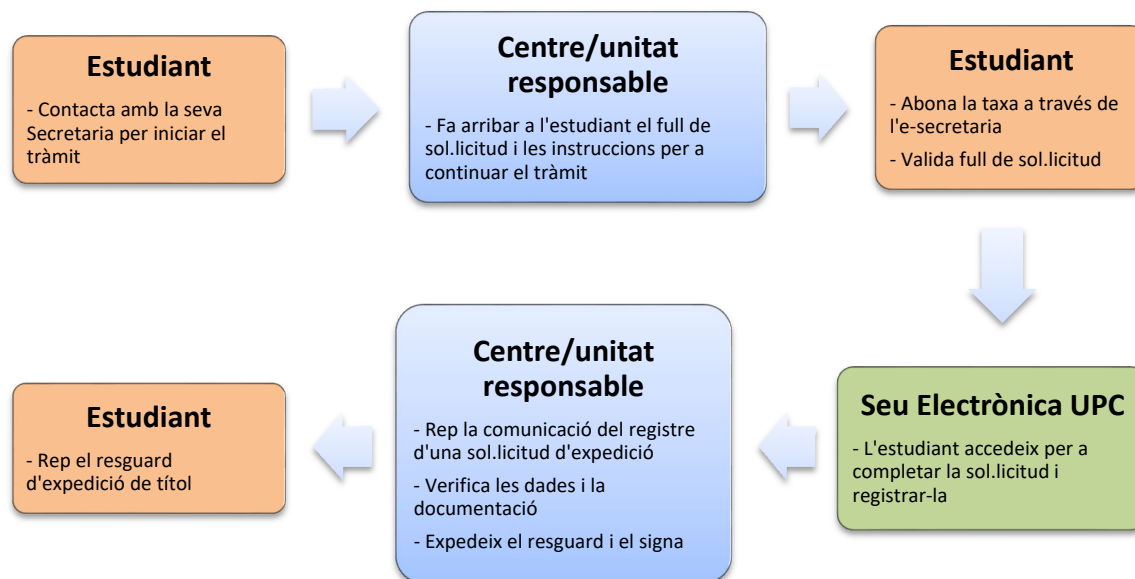 Estudiant
- Contacta amb la seva
Secretaria per iniciar el
tràmit
Centre/unitat
responsable
- Fa arribar a l'estudiant el full de
sol.licitud i les instruccions per a
continuar el tràmit
Estudiant
- Abona la taxa a través de
l'e-secretaria
- Valida full de sol.licitud
Seu Electrònica UPC
- L'estudiant accedeix per a
completar la sol.licitud i
registrar-la
Centre/unitat
responsable
- Rep la comunicació del registre
d'una sol.licitud d'expedició
- Verifica les dades i la
documentació
- Expedeix el resguard i el signa
Estudiant
- Rep el resguard
d'expedició de títol